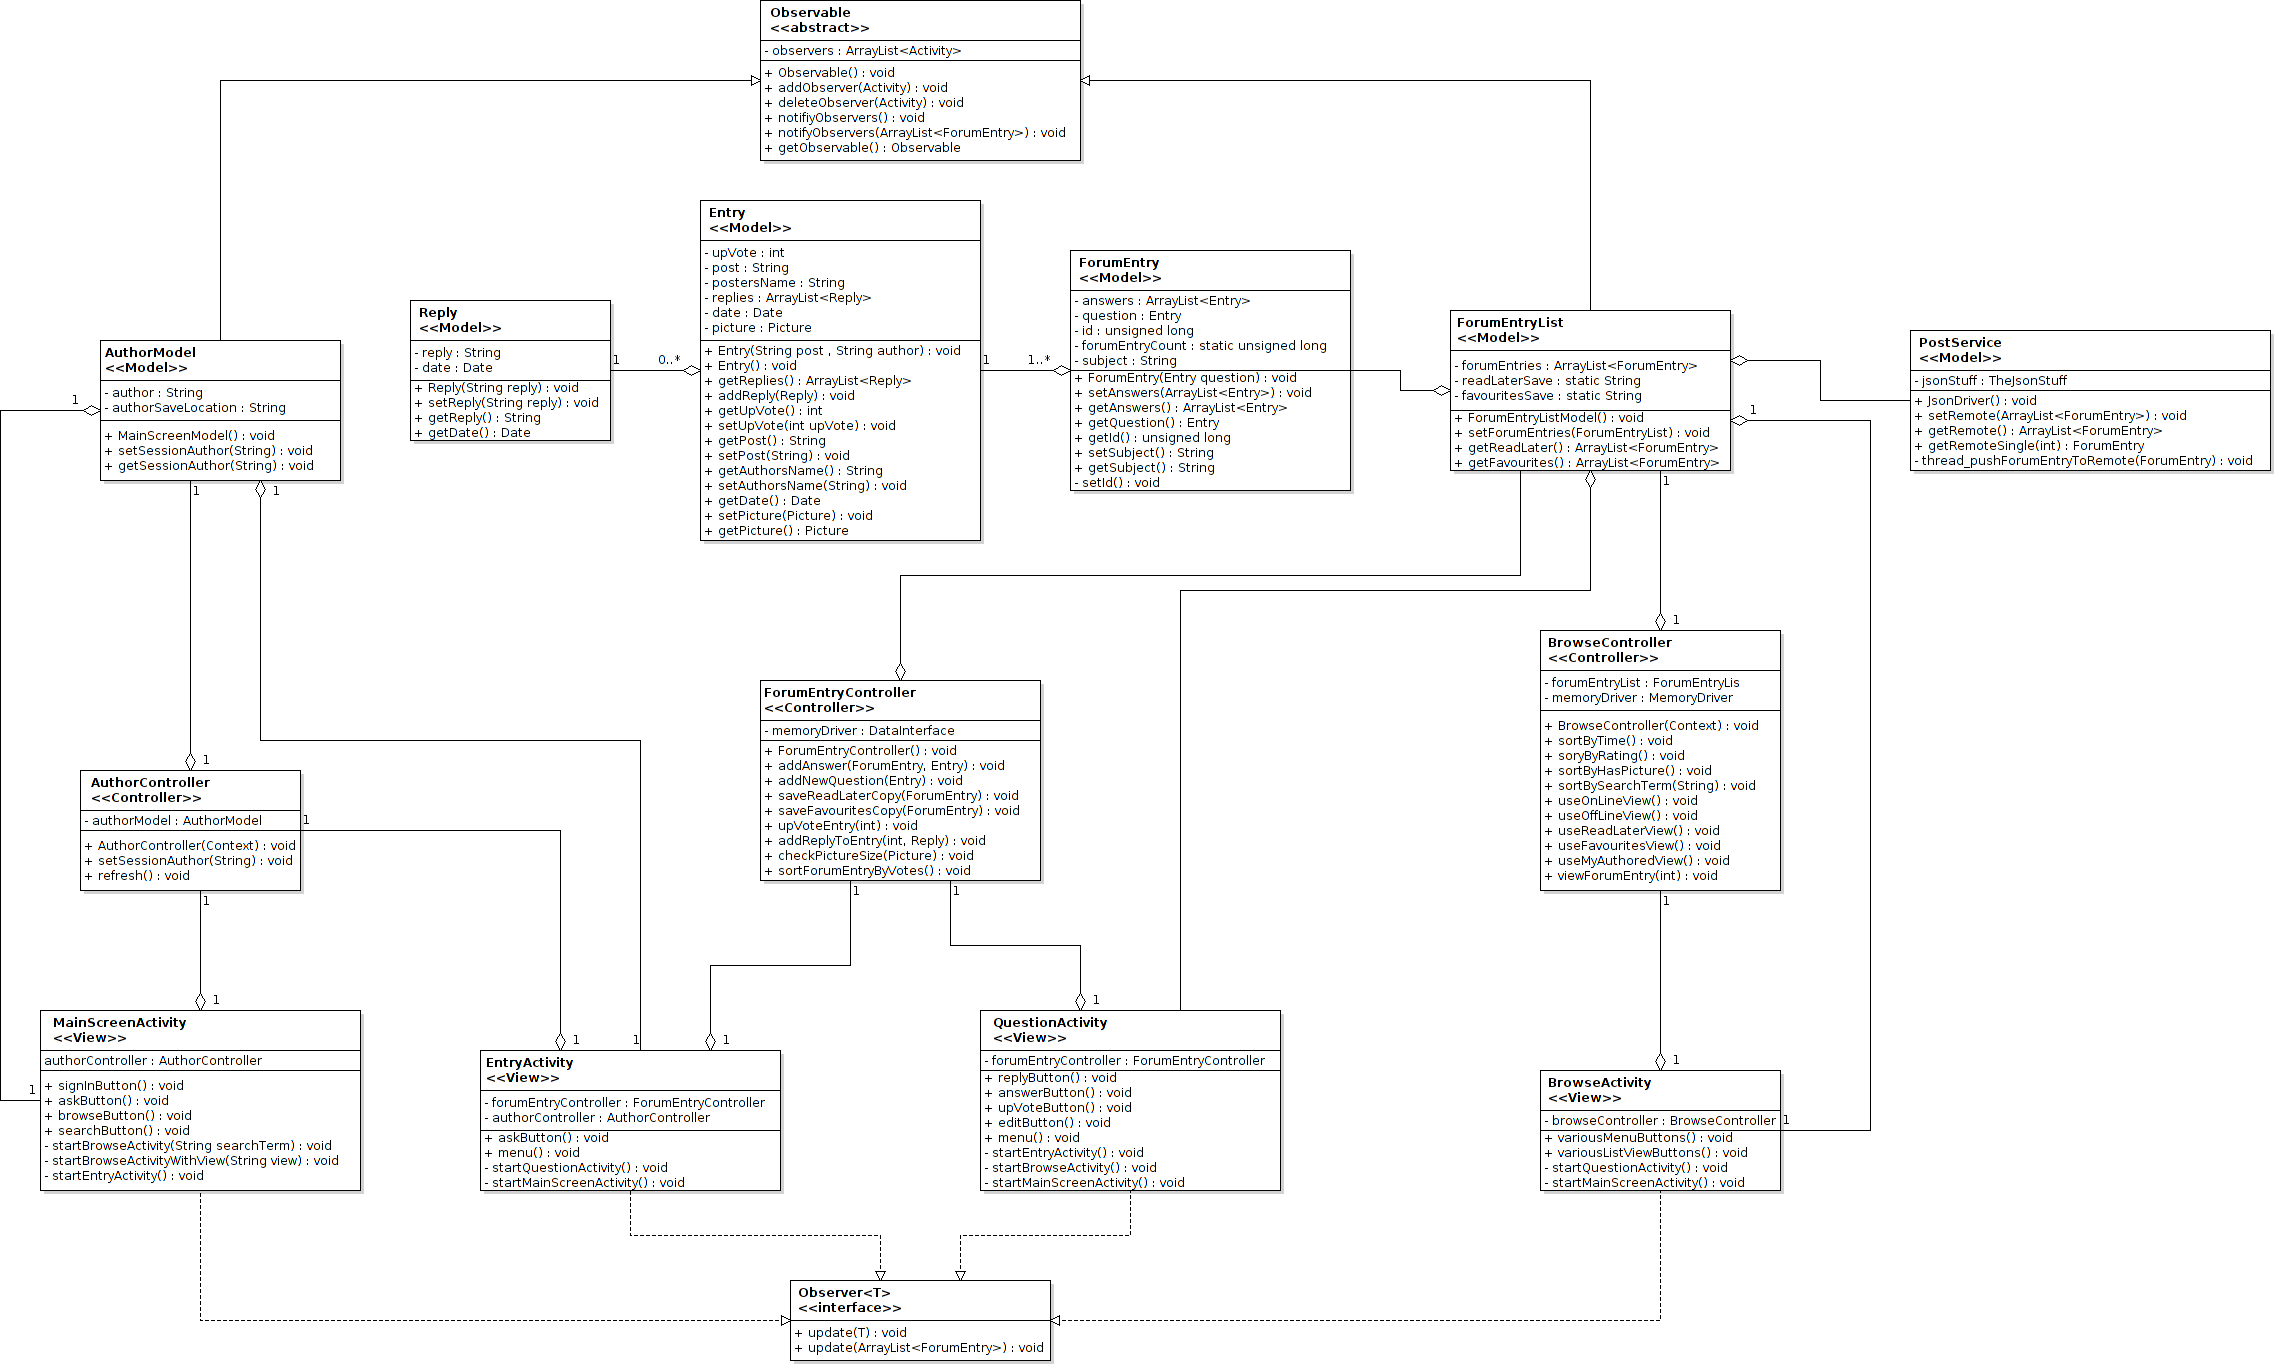 Observable
<<abstract>>
- observers : ArrayList<Activity>
+ Observable() : void
+ addObserver(Activity) : void
+ deleteObserver(Activity) : void
+ notifiyObservers() : void
+ notifyObservers(ArrayList<ForumEntry>) : void
+ getObservable() : Observable
Entry
<<Model>>
- upVote : int
- post : String
- postersName : String
- replies : ArrayList<Reply>
- date : Date
- picture : Picture
+ Entry(String post , String author) : void
+ Entry() : void
+ getReplies() : ArrayList<Reply>
+ addReply(Reply) : void
+ getUpVote() : int
+ setUpVote(int upVote) : void
+ getPost() : String
+ setPost(String) : void
+ getAuthorsName() : String
+ setAuthorsName(String) : void
+ getDate() : Date
+ setPicture(Picture) : void
+ getPicture() : Picture
ForumEntry
<<Model>>
- answers : ArrayList<Entry>
- question : Entry
- id : unsigned long
- forumEntryCount : static unsigned long
- subject : String
+ ForumEntry(Entry question) : void
+ setAnswers(ArrayList<Entry>) : void
+ getAnswers() : ArrayList<Entry>
+ getQuestion() : Entry
+ getId() : unsigned long
+ setSubject() : String
+ getSubject() : String
- setId() : void
Reply
<<Model>>
- reply : String
- date : Date
+ Reply(String reply) : void
+ setReply(String reply) : void
+ getReply() : String
+ getDate() : Date
1
0..*
1
1..*
ForumEntryList
<<Model>>
- forumEntries : ArrayList<ForumEntry>
- readLaterSave : static String
- favouritesSave : static String
+ ForumEntryListModel() : void
+ setForumEntries(ForumEntryList) : void
+ getReadLater() : ArrayList<ForumEntry>
+ getFavourites() : ArrayList<ForumEntry>
PostService
<<Model>>
- jsonStuff : TheJsonStuff
+ JsonDriver() : void
+ setRemote(ArrayList<ForumEntry>) : void
+ getRemote() : ArrayList<ForumEntry>
+ getRemoteSingle(int) : ForumEntry
- thread_pushForumEntryToRemote(ForumEntry) : void
AuthorModel
<<Model>>
- author : String
- authorSaveLocation : String
+ MainScreenModel() : void
+ setSessionAuthor(String) : void
+ getSessionAuthor(String) : void
1
1
1
1
1
BrowseController
<<Controller>>
- forumEntryList : ForumEntryLis
- memoryDriver : MemoryDriver
+ BrowseController(Context) : void
+ sortByTime() : void
+ soryByRating() : void
+ sortByHasPicture() : void
+ sortBySearchTerm(String) : void
+ useOnLineView() : void
+ useOffLineView() : void
+ useReadLaterView() : void
+ useFavouritesView() : void
+ useMyAuthoredView() : void
+ viewForumEntry(int) : void
1
ForumEntryController
<<Controller>>
- memoryDriver : DataInterface
+ ForumEntryController() : void
+ addAnswer(ForumEntry, Entry) : void
+ addNewQuestion(Entry) : void
+ saveReadLaterCopy(ForumEntry) : void
+ saveFavouritesCopy(ForumEntry) : void
+ upVoteEntry(int) : void
+ addReplyToEntry(int, Reply) : void
+ checkPictureSize(Picture) : void
+ sortForumEntryByVotes() : void
1
AuthorController
<<Controller>>
- authorModel : AuthorModel
+ AuthorController(Context) : void
+ setSessionAuthor(String) : void
+ refresh() : void
1
1
1
1
1
1
1
MainScreenActivity
<<View>>
authorController : AuthorController
+ signInButton() : void
+ askButton() : void
+ browseButton() : void
+ searchButton() : void
- startBrowseActivity(String searchTerm) : void
- startBrowseActivityWithView(String view) : void
- startEntryActivity() : void
1
1
1
1
EntryActivity
<<View>>
- forumEntryController : ForumEntryController
- authorController : AuthorController
+ askButton() : void
+ menu() : void
- startQuestionActivity() : void
- startMainScreenActivity() : void
QuestionActivity
<<View>>
- forumEntryController : ForumEntryController
+ replyButton() : void
+ answerButton() : void
+ upVoteButton() : void
+ editButton() : void
+ menu() : void
- startEntryActivity() : void
- startBrowseActivity() : void
- startMainScreenActivity() : void
1
BrowseActivity
<<View>>
- browseController : BrowseController
+ variousMenuButtons() : void
+ variousListViewButtons() : void
- startQuestionActivity() : void
- startMainScreenActivity() : void
1
Observer<T>
<<interface>>
+ update(T) : void
+ update(ArrayList<ForumEntry>) : void